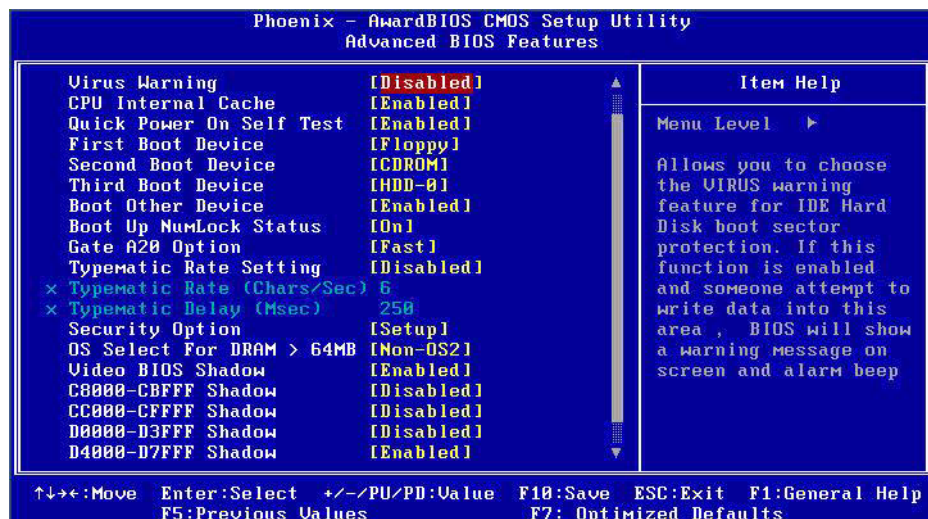 Phoenix - AwardBIOS CMOS Setup Utility
Advanced BIOS Features
Virus Warning [Disabled]
CPU Internal Cache [Enabled]
Quick Power On Self Test [Enabled]
First Boot Device [Floppy]
Second Boot Device [CDROM]
Third Boot Device [HDD-0]
Boot Other Device [Enabled]
Boot Up NumLock Status [On]
Gate A20 Option [Fast]
Typematic Rate Setting [Disabled]
x Typematic Rate (Chars/Sec) 6
x Typematic Delay (Msec) 250
Security Option [Setup]
OS Select For DRAM > 64MB [Non-OS2]
Video BIOS Shadow [Enabled]
C8000-CBFFF Shadow [Disabled]
CC000-CFFFF Shadow [Disabled]
D0000-D3FFF Shadow [Disabled]
D4000-D7FFF Shadow [Enabled]
Item Help
Menu Level ►
Allows you to choose
the VIRUS warning
feature for IDE Hard
Disk boot sector
protection. If this
function is enabled
and someone attempt to
write data into this
area , BIOS will show
a warning message on
screen and alarm beep
↑↓→←:Move Enter:Select +/-/PU/PD:Value F10:Save ESC:Exit F1:General Help
F5:Previous Values F7: Optimized Defaults